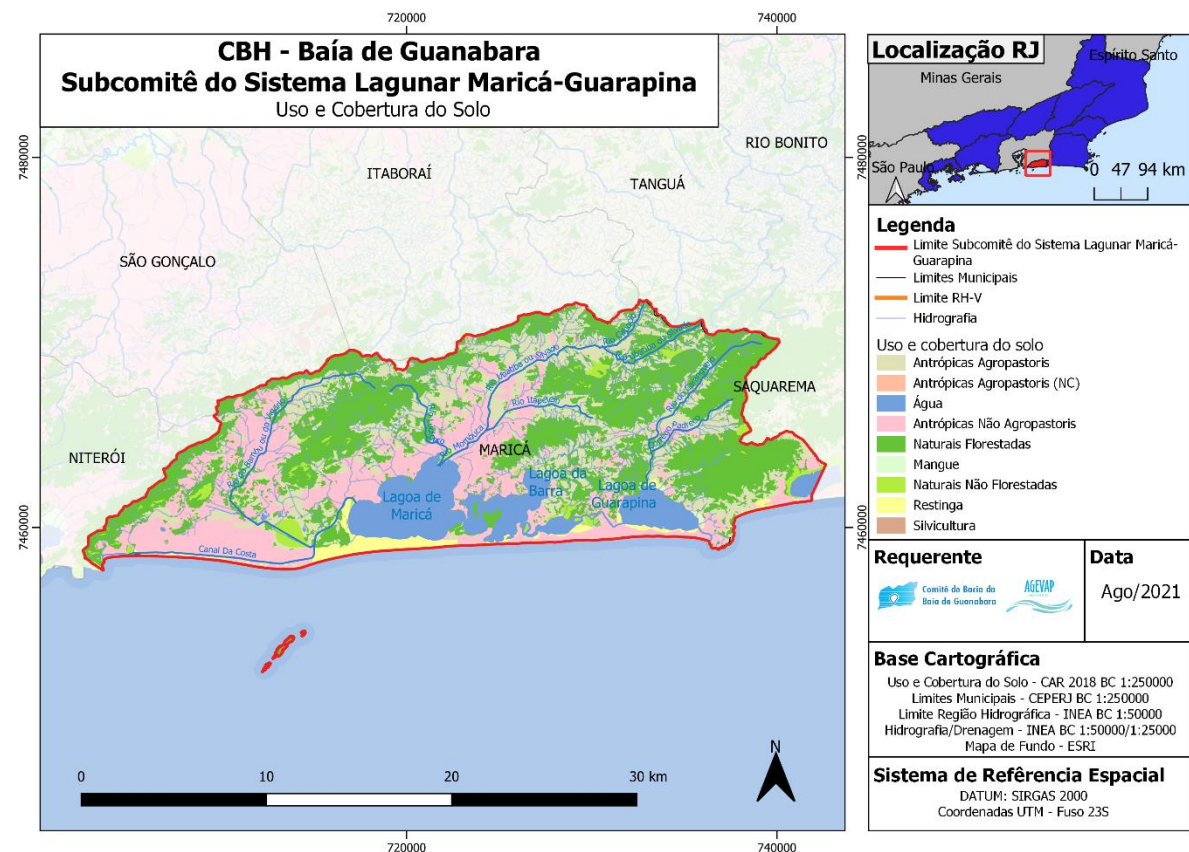 720000
740000
CBH - Baía de Guanabara
Subcomitê do Sistema Lagunar Maricá-Guarapina
Uso e Cobertura do Solo
7480000
7480000
RIO BONITO
ITABORAÍ
TANGUÁ
SÃO GONÇALO
SAQUAREMA
NITERÓI
MARICÁ
Rio Itapeteiú
Lagoa de
Maricá
Lagoa da
Barra
Lagoa de
Guarapina
Canal Da Costa
7460000
7460000
0
10
20
30 km
N
720000
740000
Localização RJ
Espírito Santo
Minas Gerais
São Paulo
0 47 94 km
Legenda
Limite Subcomitê do Sistema Lagunar Maricá-
Guarapina
Limites Municipais
Limite RH-V
Hidrografia
Uso e cobertura do solo
Antrópicas Agropastoris
Antrópicas Agropastoris (NC)
Água
Antrópicas Não Agropastoris
Naturais Florestadas
Mangue
Naturais Não Florestadas
Restinga
Silvicultura
Requerente
Comitê da Bacia da
Baía de Guanabara
AGEVAP
Data
Ago/2021
Base Cartográfica
Uso e Cobertura do Solo - CAR 2018 BC 1:250000
Limites Municipais - CEPERJ BC 1:250000
Limite Região Hidrográfica - INEA BC 1:50000
Hidrografia/Drenagem - INEA BC 1:50000/1:25000
Mapa de Fundo - ESRI
Sistema de Refêrencia Espacial
DATUM: SIRGAS 2000
Coordenadas UTM - Fuso 23S